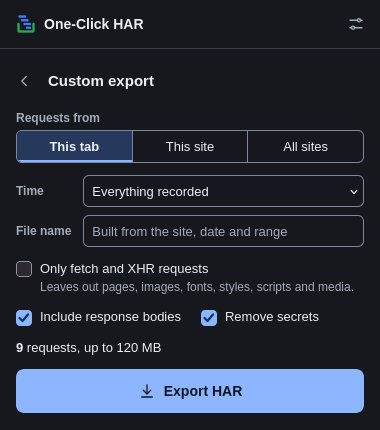 One-Click HAR
Custom export
Requests from
This tab
This site
All sites
Time
Everything recorded
File name
Built from the site, date and range
Only fetch and XHR requests
Leaves out pages, images, fonts, styles, scripts and media.
Include response bodies
Remove secrets
9 requests, up to 120 MB
Export HAR